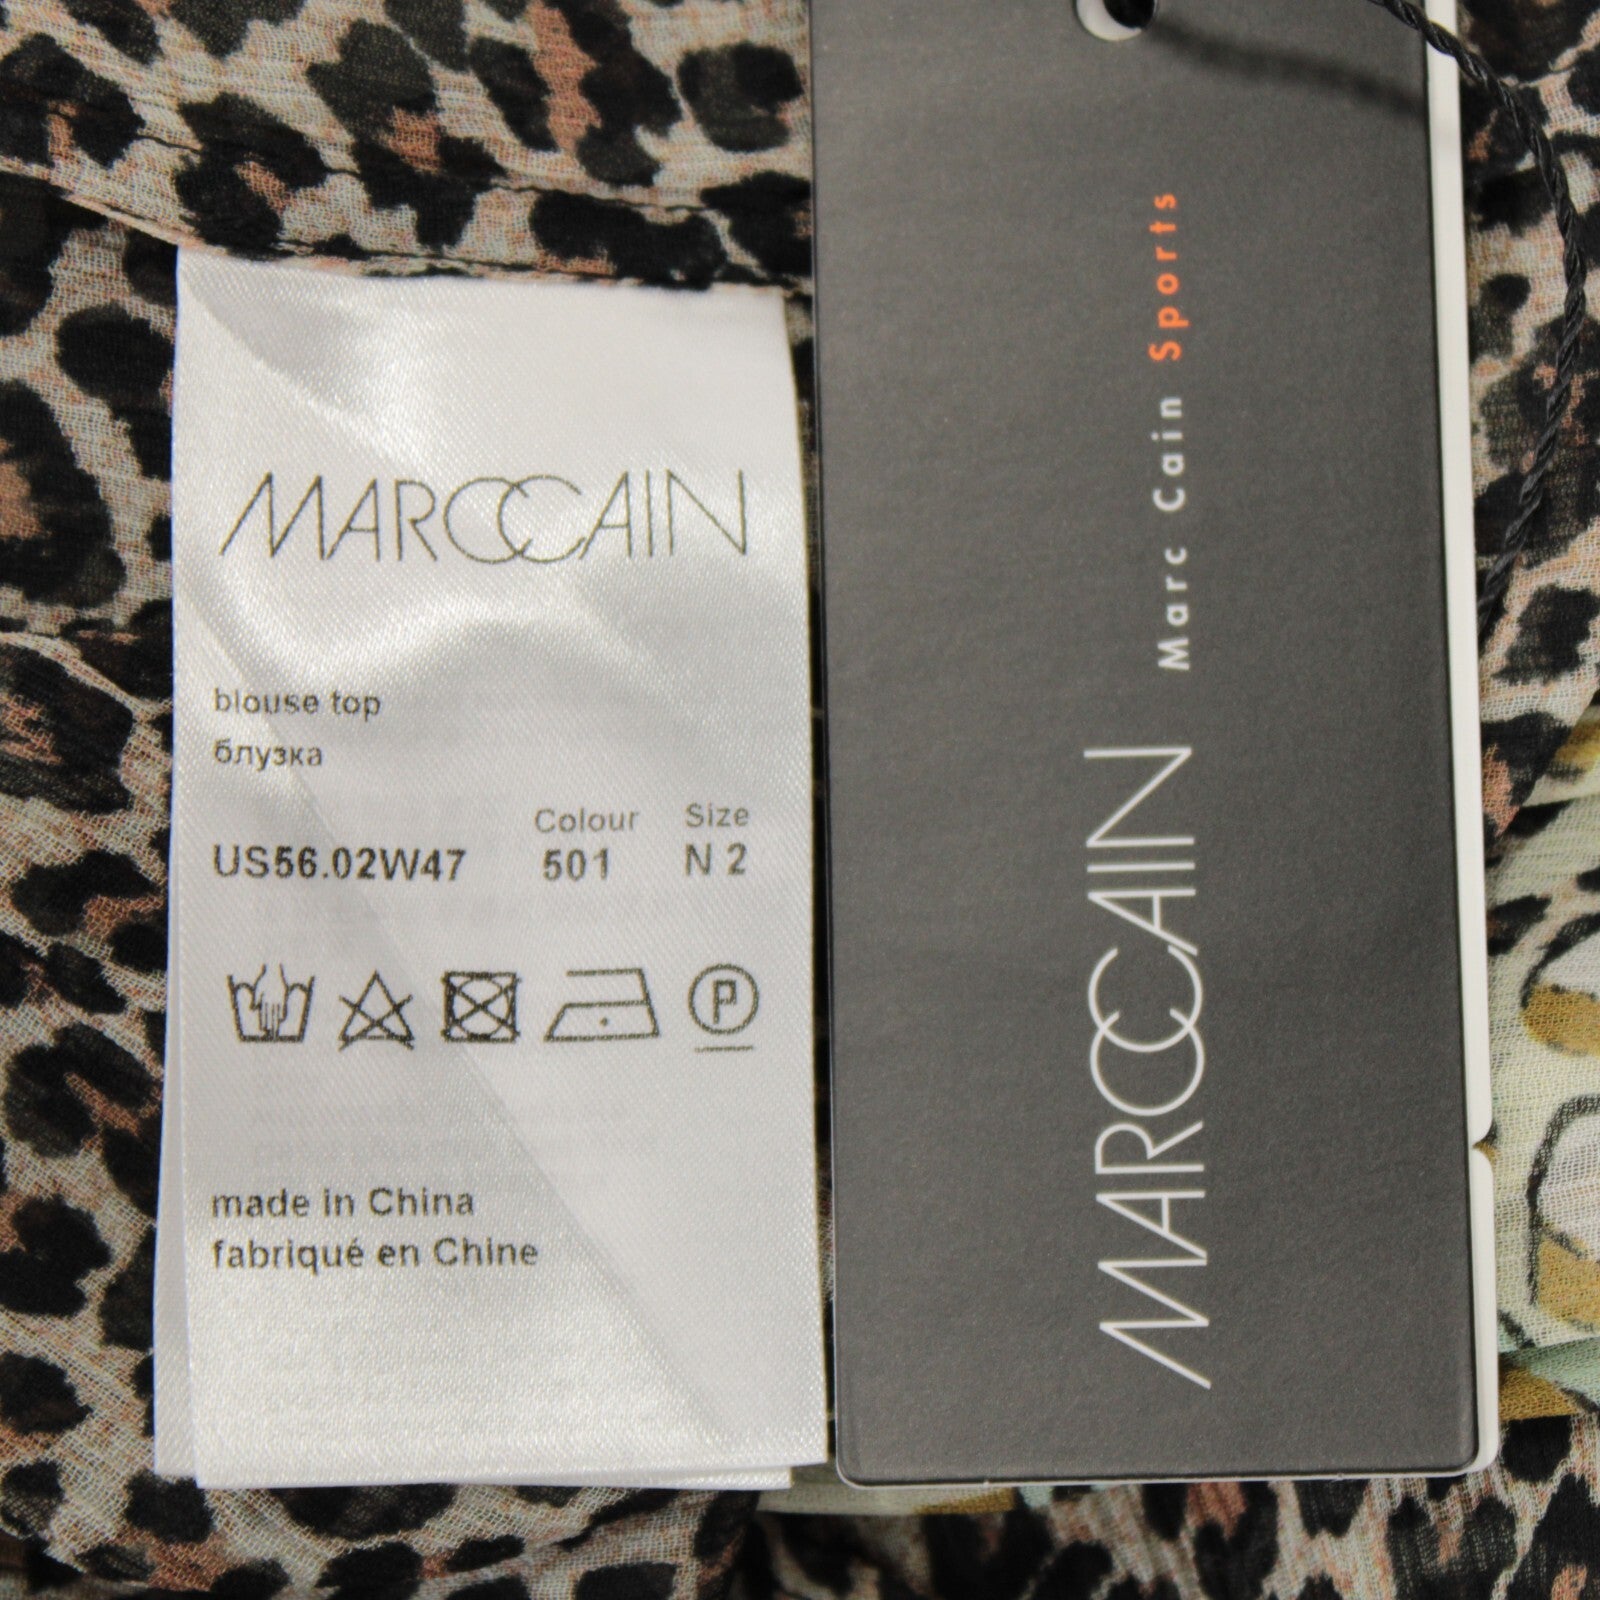 MARCCAIN
blouse top
блузка
Colour Size
US56.02W47 501 N 2
P
made in China
fabriqué en Chine
MARCCAIN
Marc Cain Sports